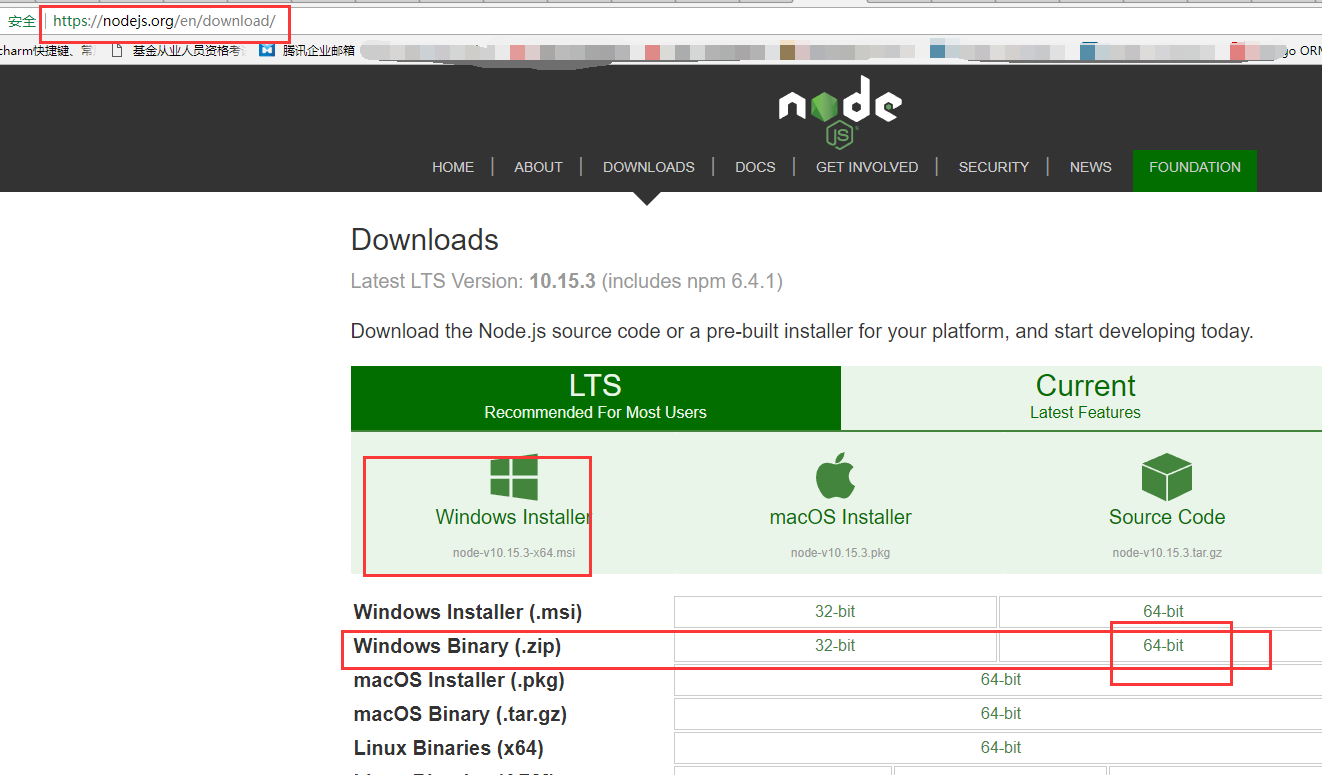 安全 https://nodejs.org/en/download/
charm快捷键、常 基金从业人员资格考 腾讯企业邮箱 go ORM
node
JS
HOME ABOUT DOWNLOADS DOCS GET INVOLVED SECURITY NEWS FOUNDATION
Downloads
Latest LTS Version: 10.15.3 (includes npm 6.4.1)
Download the Node.js source code or a pre-built installer for your platform, and start developing today.
LTS Current
Recommended For Most Users Latest Features
Windows Installer macOS Installer Source Code
node-v10.15.3-x64.msi node-v10.15.3.pkg node-v10.15.3.tar.gz
Windows Installer (.msi) 32-bit 64-bit
Windows Binary (.zip) 32-bit 64-bit
macOS Installer (.pkg) 64-bit
macOS Binary (.tar.gz) 64-bit
Linux Binaries (x64) 64-bit